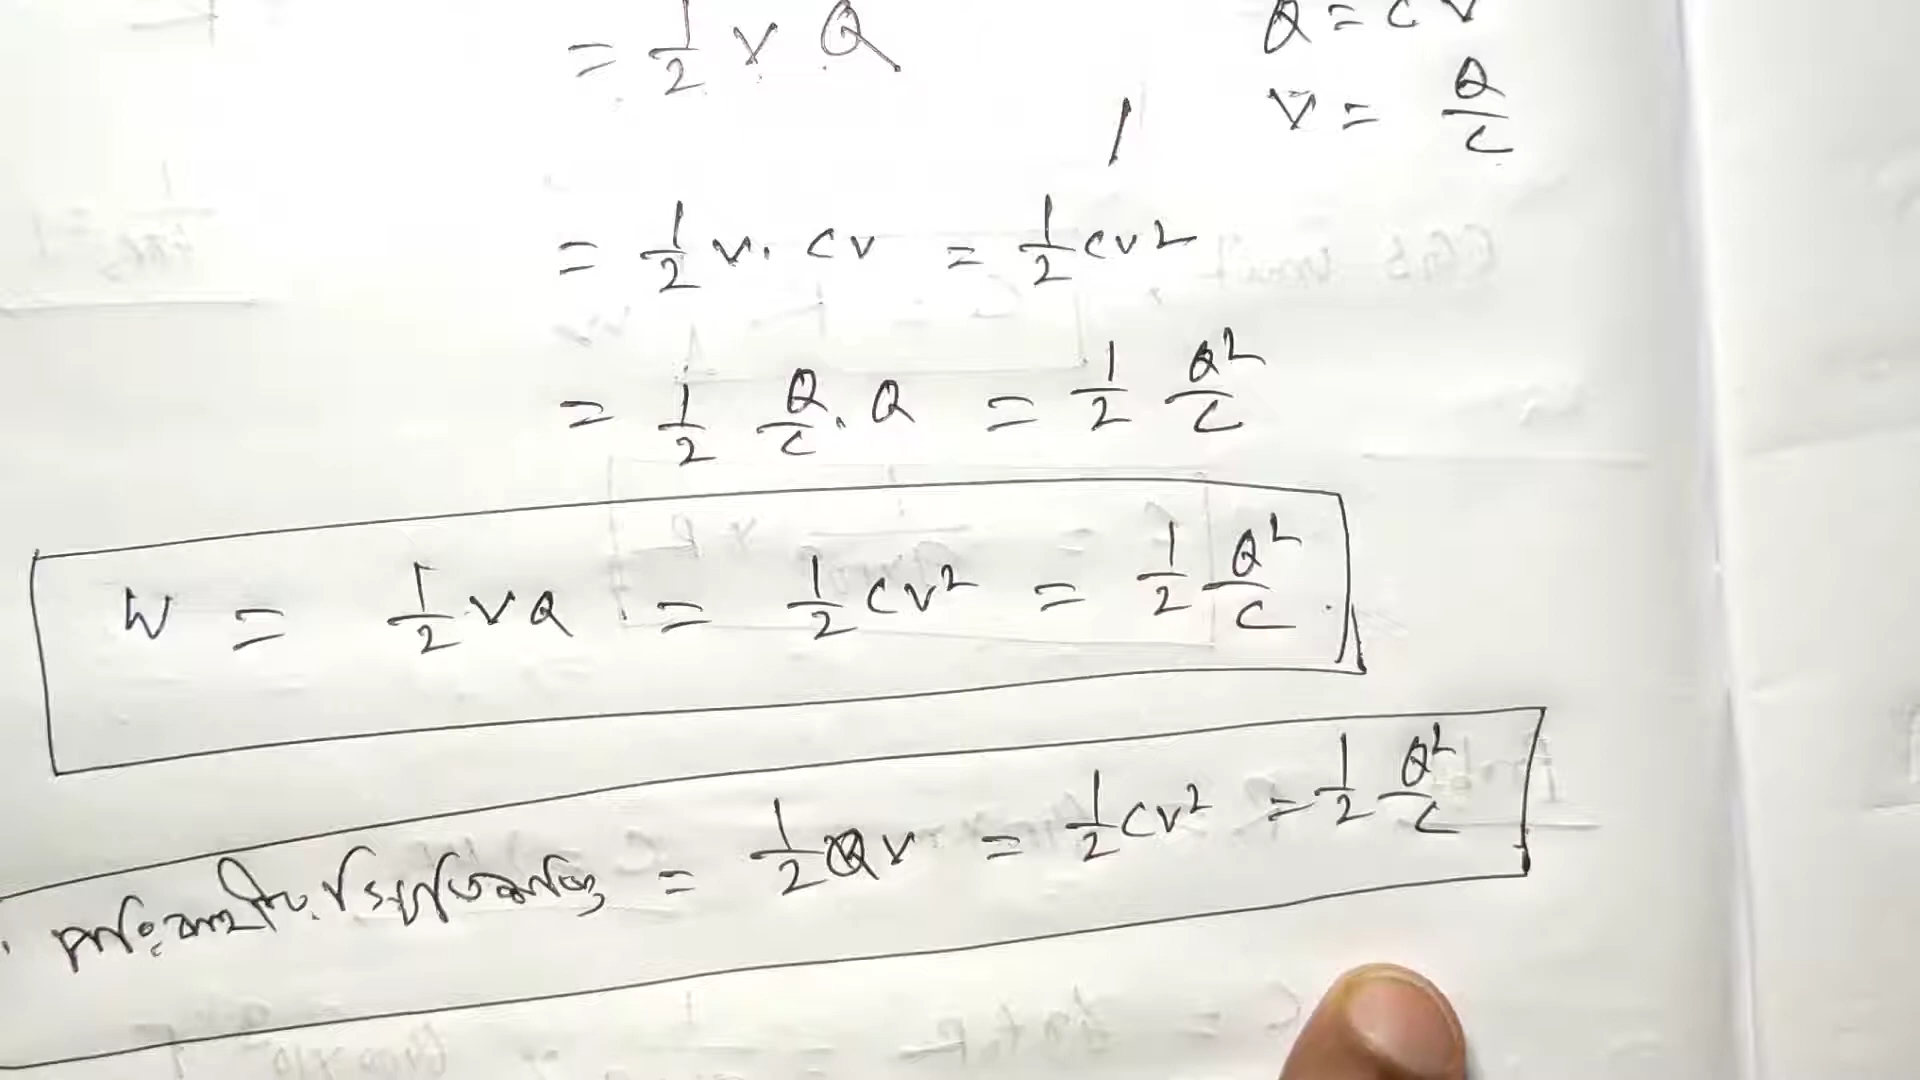 = 1/2 V Q
Q = CV
V = Q/C
= 1/2 V. CV = 1/2 CV²
= 1/2 Q/C . Q = 1/2 Q²/C
W = 1/2 VQ = 1/2 CV² = 1/2 Q²/C
= 1/2 QV = 1/2 CV² = 1/2 Q²/C